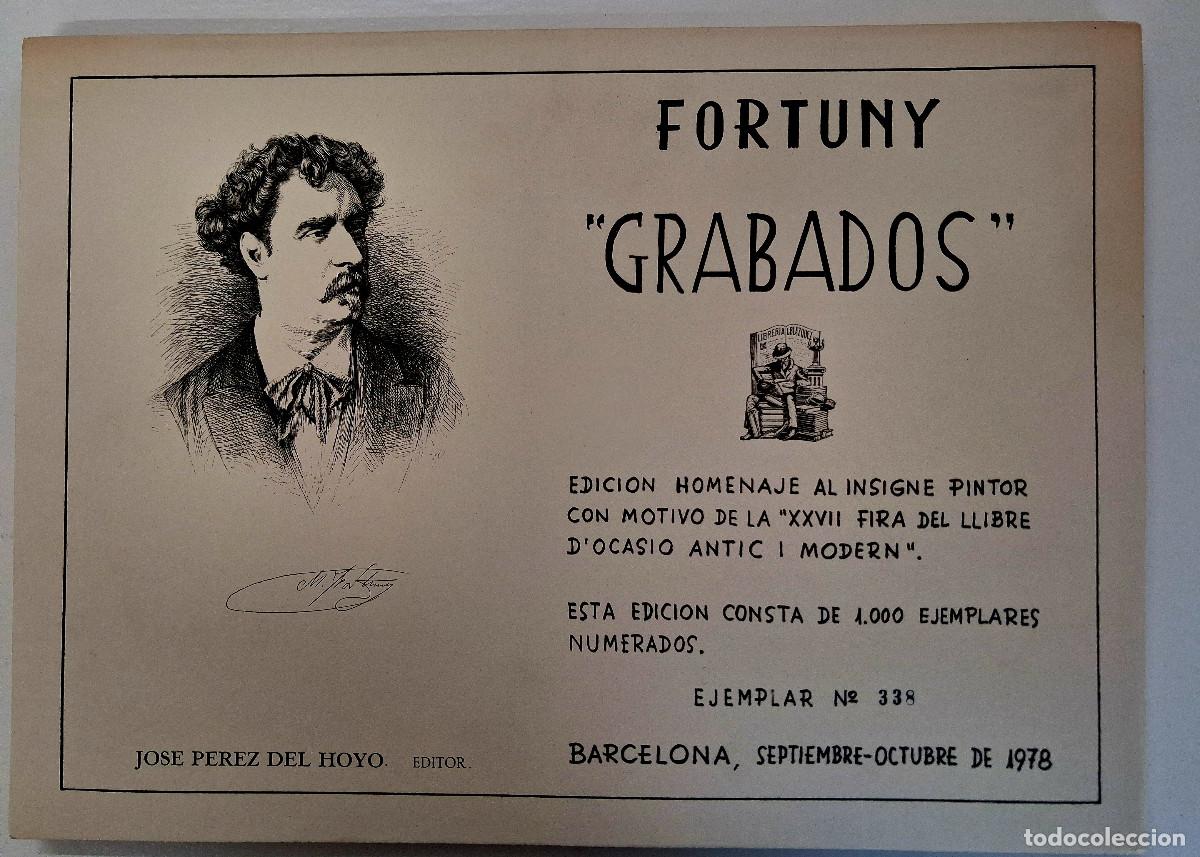 FORTUNY
"GRABADOS"
LIBRERIA
EDICION HOMENAJE AL INSIGNE PINTOR
CON MOTIVO DE LA "XXVII FIRA DEL LLIBRE
D'OCASIO ANTIC I MODERN".
ESTA EDICION CONSTA DE 1.000 EJEMPLARES
NUMERADOS.
EJEMPLAR Nº 338
BARCELONA, SEPTIEMBRE-OCTUBRE DE 1978
JOSE PEREZ DEL HOYO. EDITOR.
todocoleccion